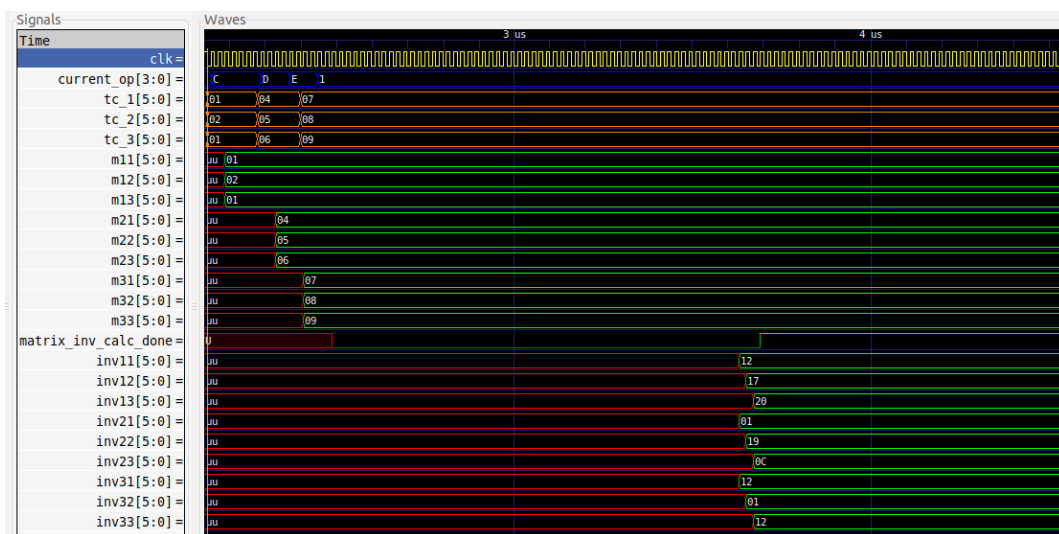 Signals Waves
Time 3 us 4 us
clk =
current_op[3:0] = C D E 1
tc_1[5:0] = 01 04 07
tc_2[5:0] = 02 05 08
tc_3[5:0] = 01 06 09
m11[5:0] = uu 01
m12[5:0] = uu 02
m13[5:0] = uu 01
m21[5:0] = uu 04
m22[5:0] = uu 05
m23[5:0] = uu 06
m31[5:0] = uu 07
m32[5:0] = uu 08
m33[5:0] = uu 09
matrix_inv_calc_done = U
inv11[5:0] = uu 12
inv12[5:0] = uu 17
inv13[5:0] = uu 20
inv21[5:0] = uu 01
inv22[5:0] = uu 19
inv23[5:0] = uu 0C
inv31[5:0] = uu 12
inv32[5:0] = uu 01
inv33[5:0] = uu 12